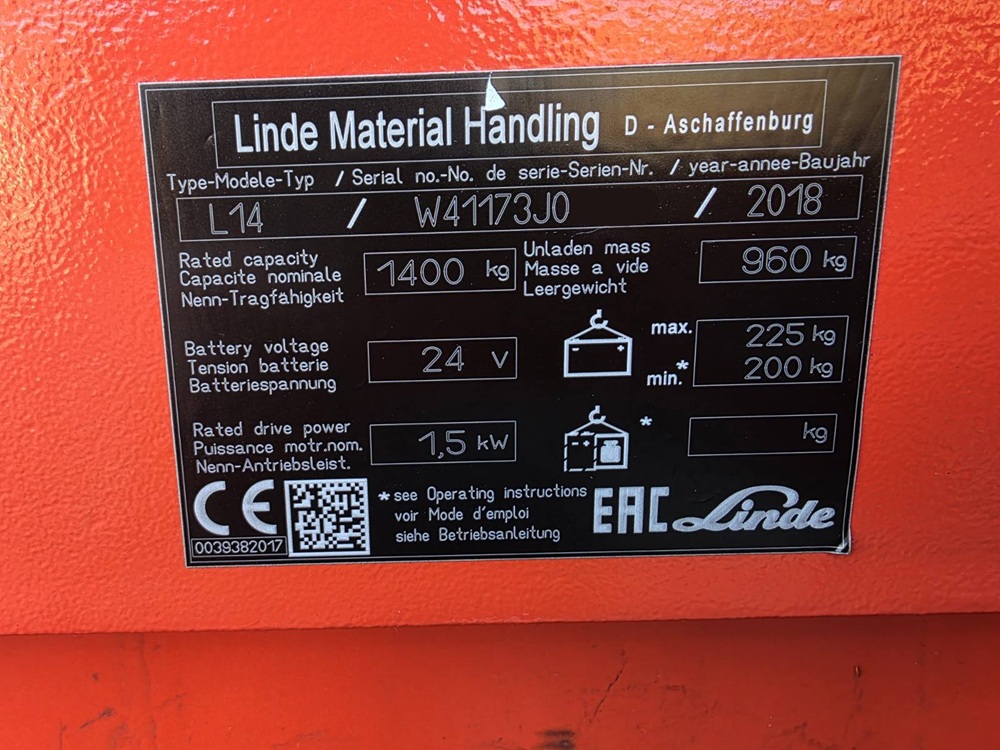 Linde Material Handling D - Aschaffenburg
Type-Modele-Typ / Serial no.-No. de serie-Serien-Nr. / year-annee-Baujahr
L14 / W41173J0 / 2018
Rated capacity
Capacite nominale
Nenn-Tragfähigkeit
1400 kg
Unladen mass
Masse a vide
Leergewicht
960 kg
Battery voltage
Tension batterie
Batteriespannung
24 V
max. 225 kg
min.* 200 kg
Rated drive power
Puissance motr.nom.
Nenn-Antriebsleist.
1,5 kW
* kg
CE
0039382017
* see Operating instructions
voir Mode d'emploi
siehe Betriebsanleitung
EAC Linde